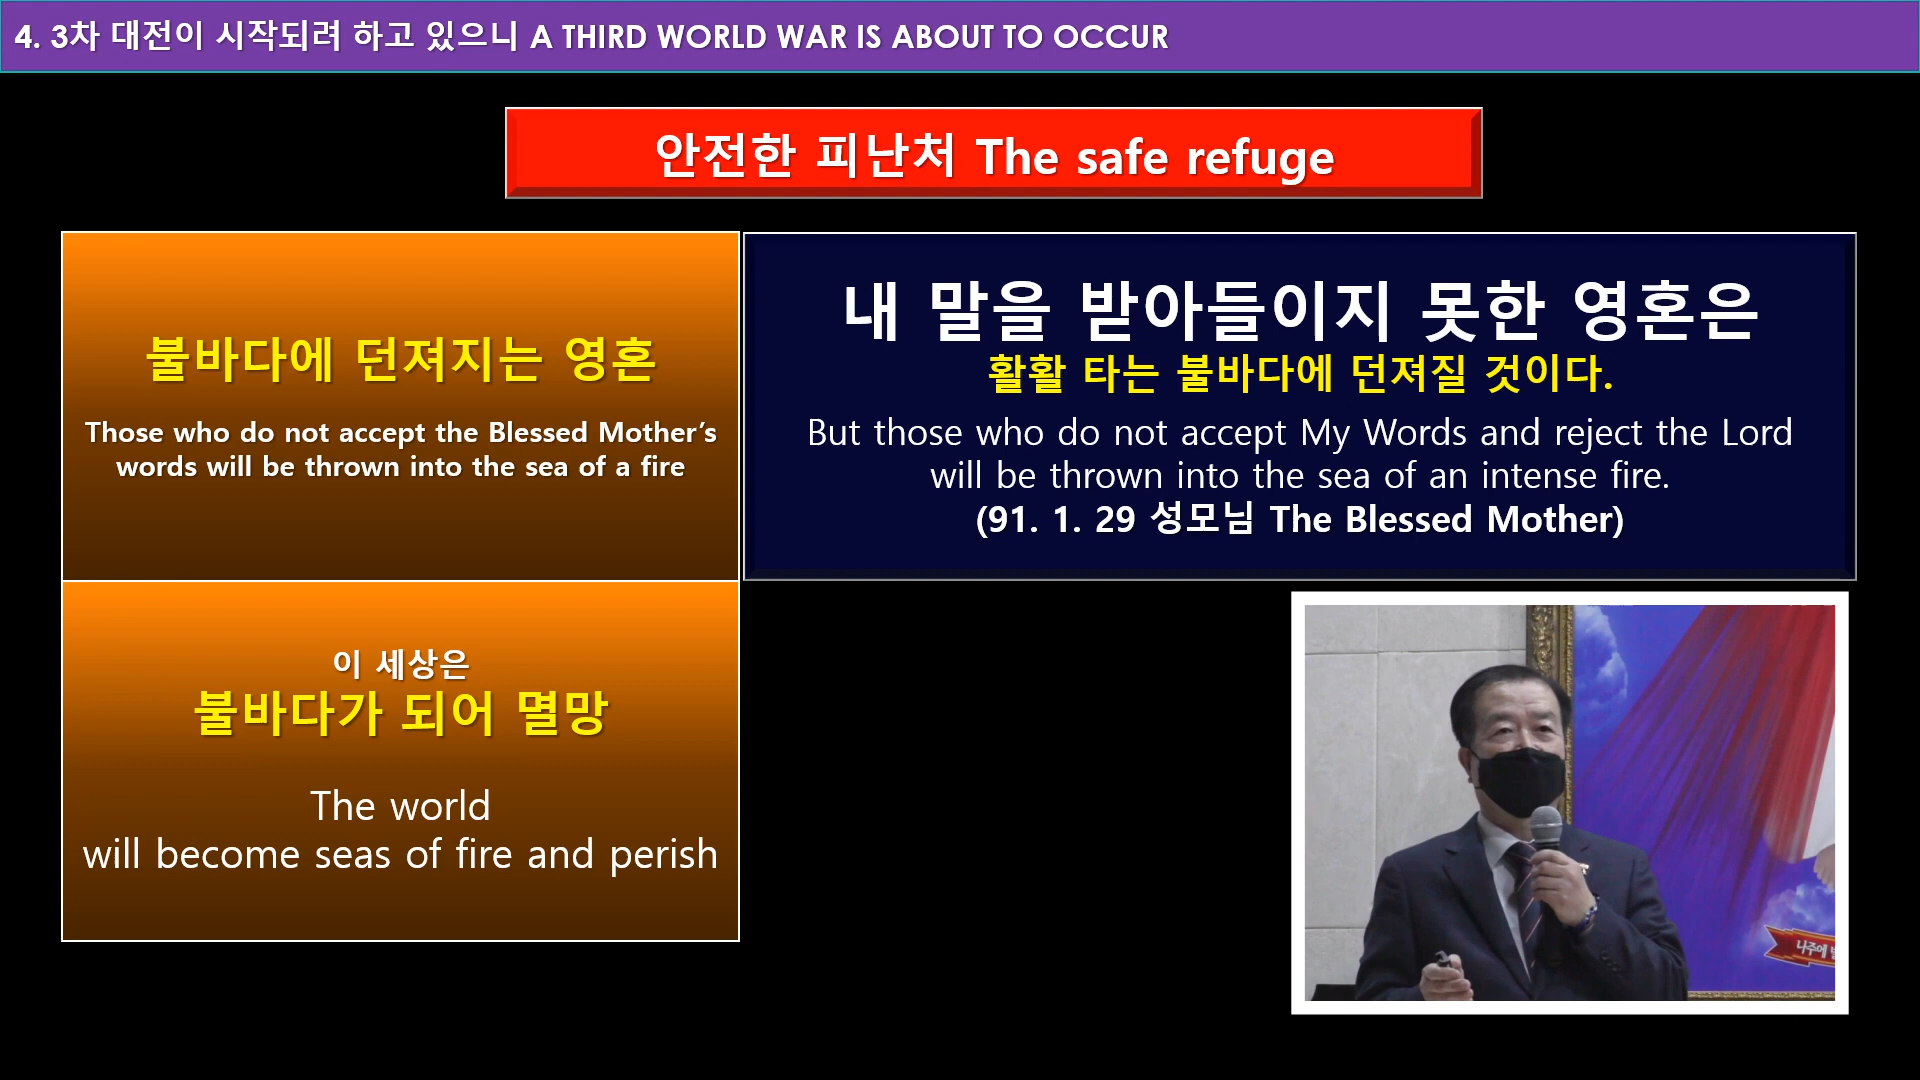 4. 3차 대전이 시작되려 하고 있으니 A THIRD WORLD WAR IS ABOUT TO OCCUR
안전한 피난처 The safe refuge
불바다에 던져지는 영혼
Those who do not accept the Blessed Mother’s
words will be thrown into the sea of a fire
내 말을 받아들이지 못한 영혼은
활활 타는 불바다에 던져질 것이다.
But those who do not accept My Words and reject the Lord
will be thrown into the sea of an intense fire.
(91. 1. 29 성모님 The Blessed Mother)
이 세상은
불바다가 되어 멸망
The world
will become seas of fire and perish
나주에